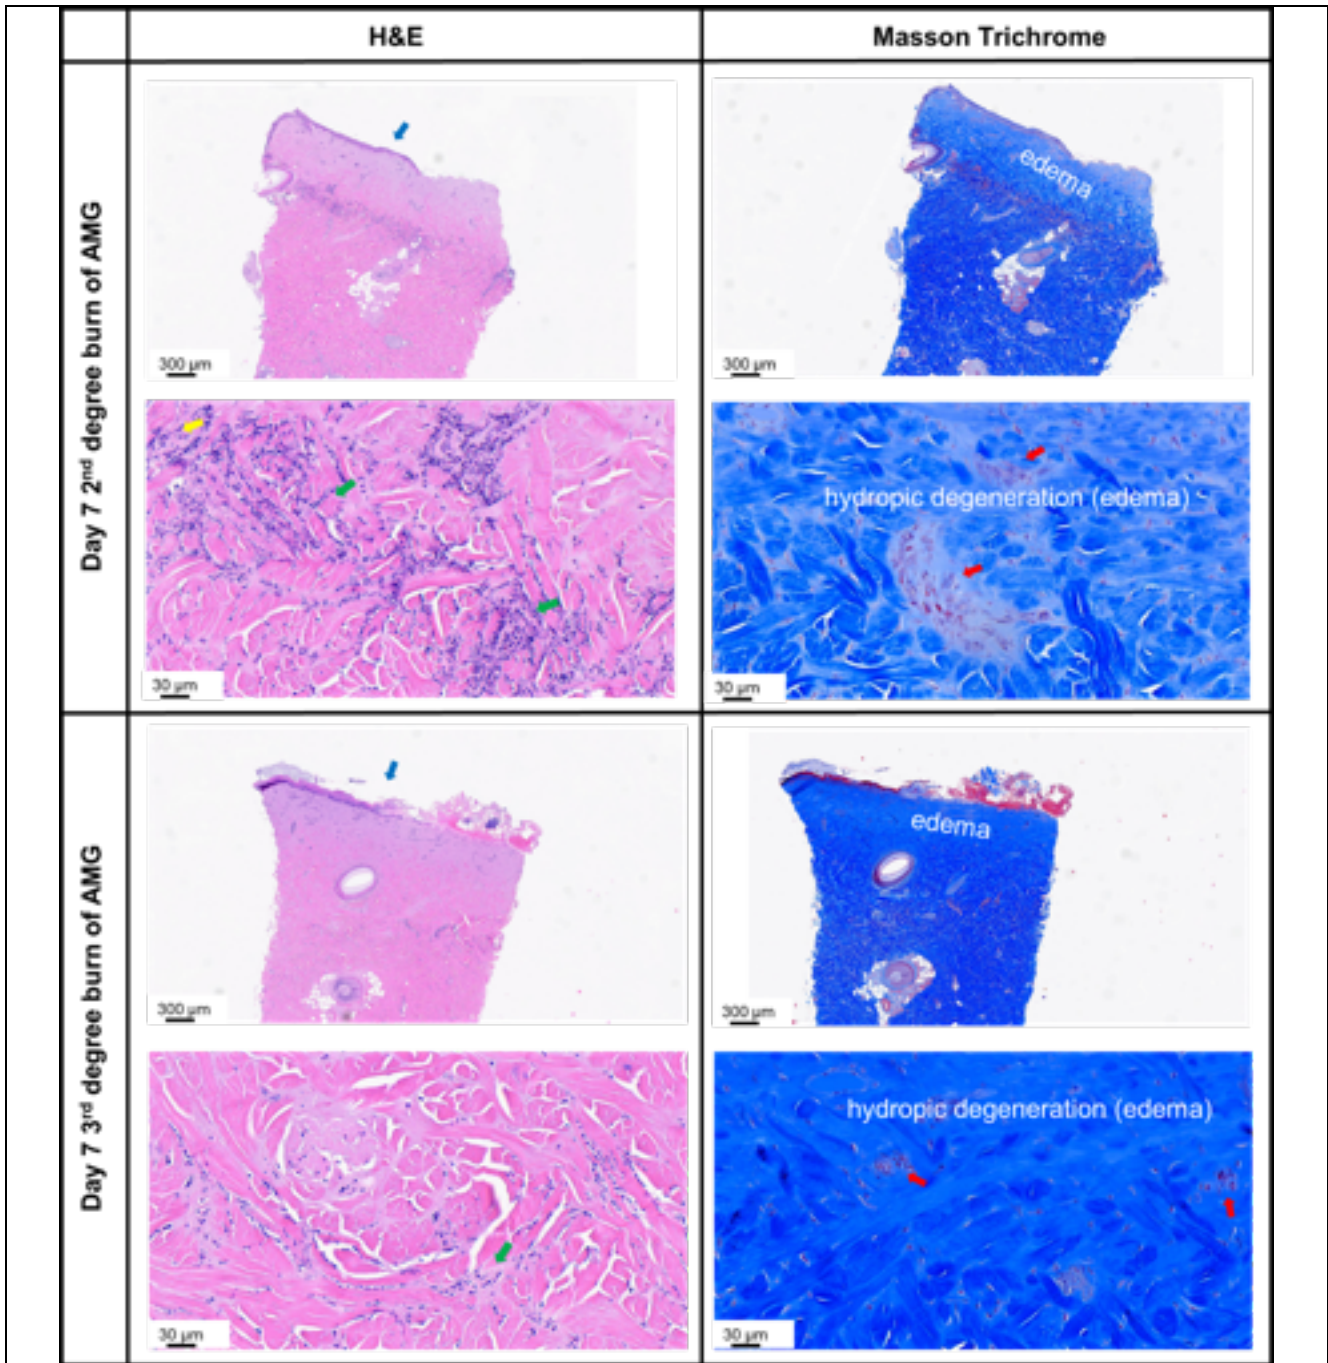 H&E
Masson Trichrome
Day 7 2nd degree burn of AMG
300 µm
edema
300 µm
30 µm
hydropic degeneration (edema)
30 µm
Day 7 3rd degree burn of AMG
300 µm
edema
300 µm
30 µm
hydropic degeneration (edema)
30 µm